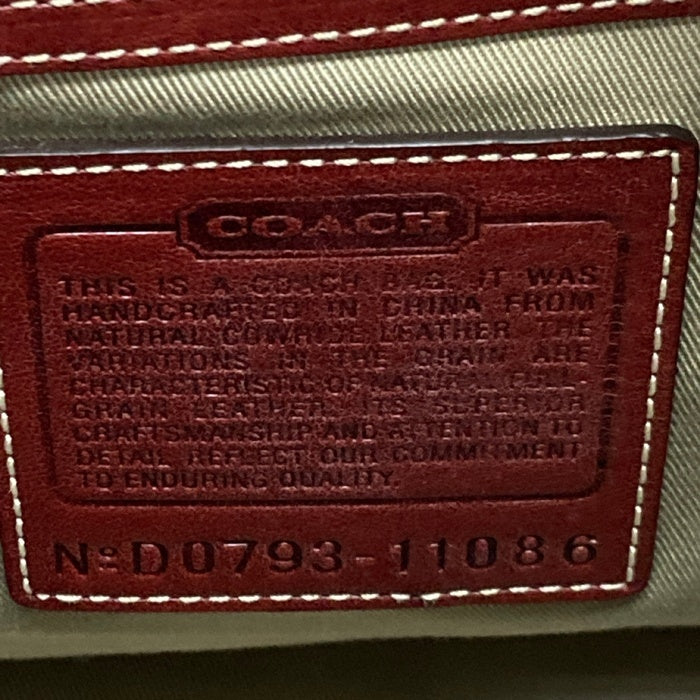 COACH
THIS IS A COACH BAG. IT WAS
HANDCRAFTED IN CHINA FROM
NATURAL COWHIDE LEATHER. THE
VARIATIONS IN THE GRAIN ARE
CHARACTERISTIC OF NATURAL FULL-
GRAIN LEATHER. ITS SUPERIOR
CRAFTSMANSHIP AND ATTENTION TO
DETAIL REFLECT OUR COMMITMENT
TO ENDURING QUALITY.
Nº D0793-11086